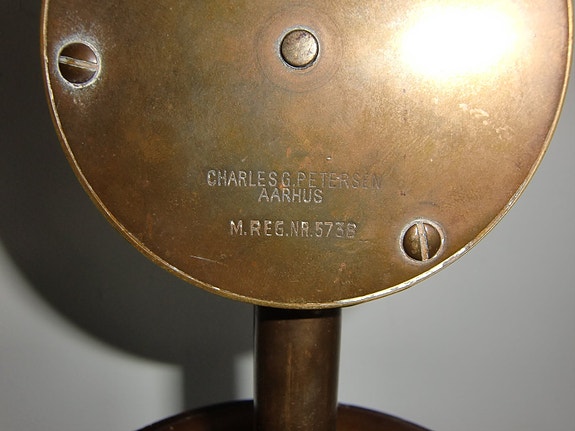 CHARLES G. PETERSEN
AARHUS
M.REG.NR.5738